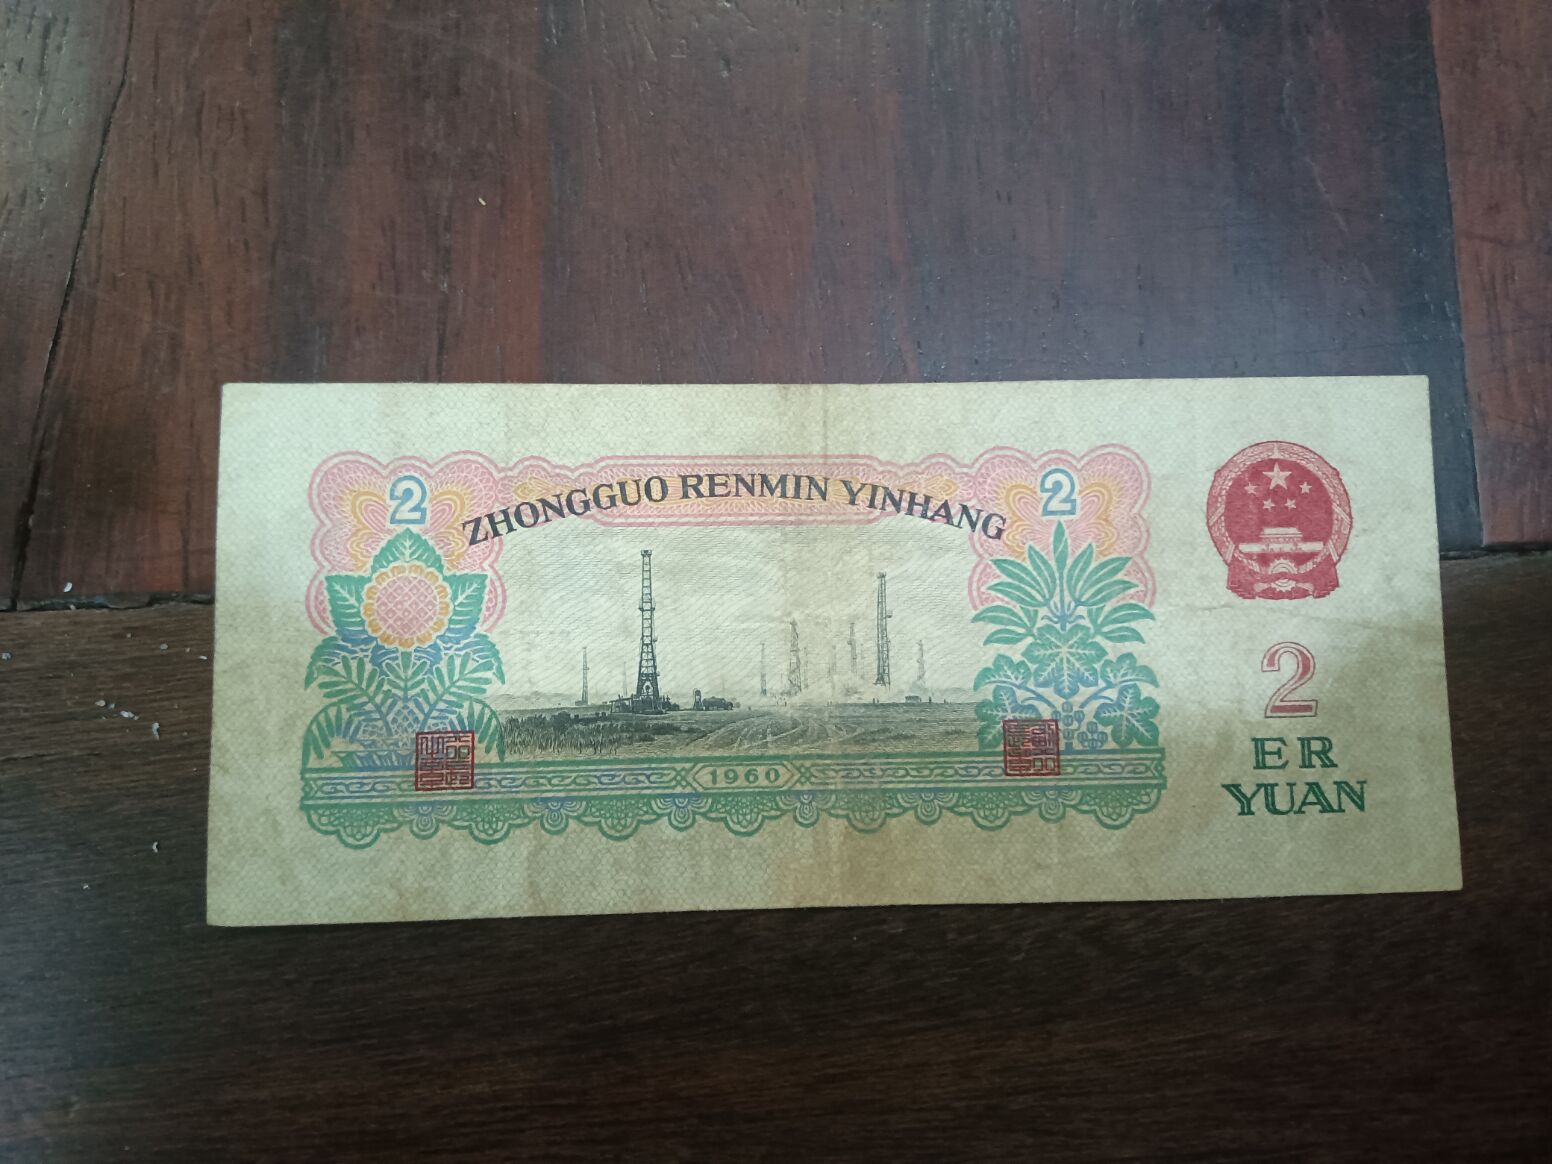 2
2
ZHONGGUO RENMIN YINHANG
1960
2
ER
YUAN